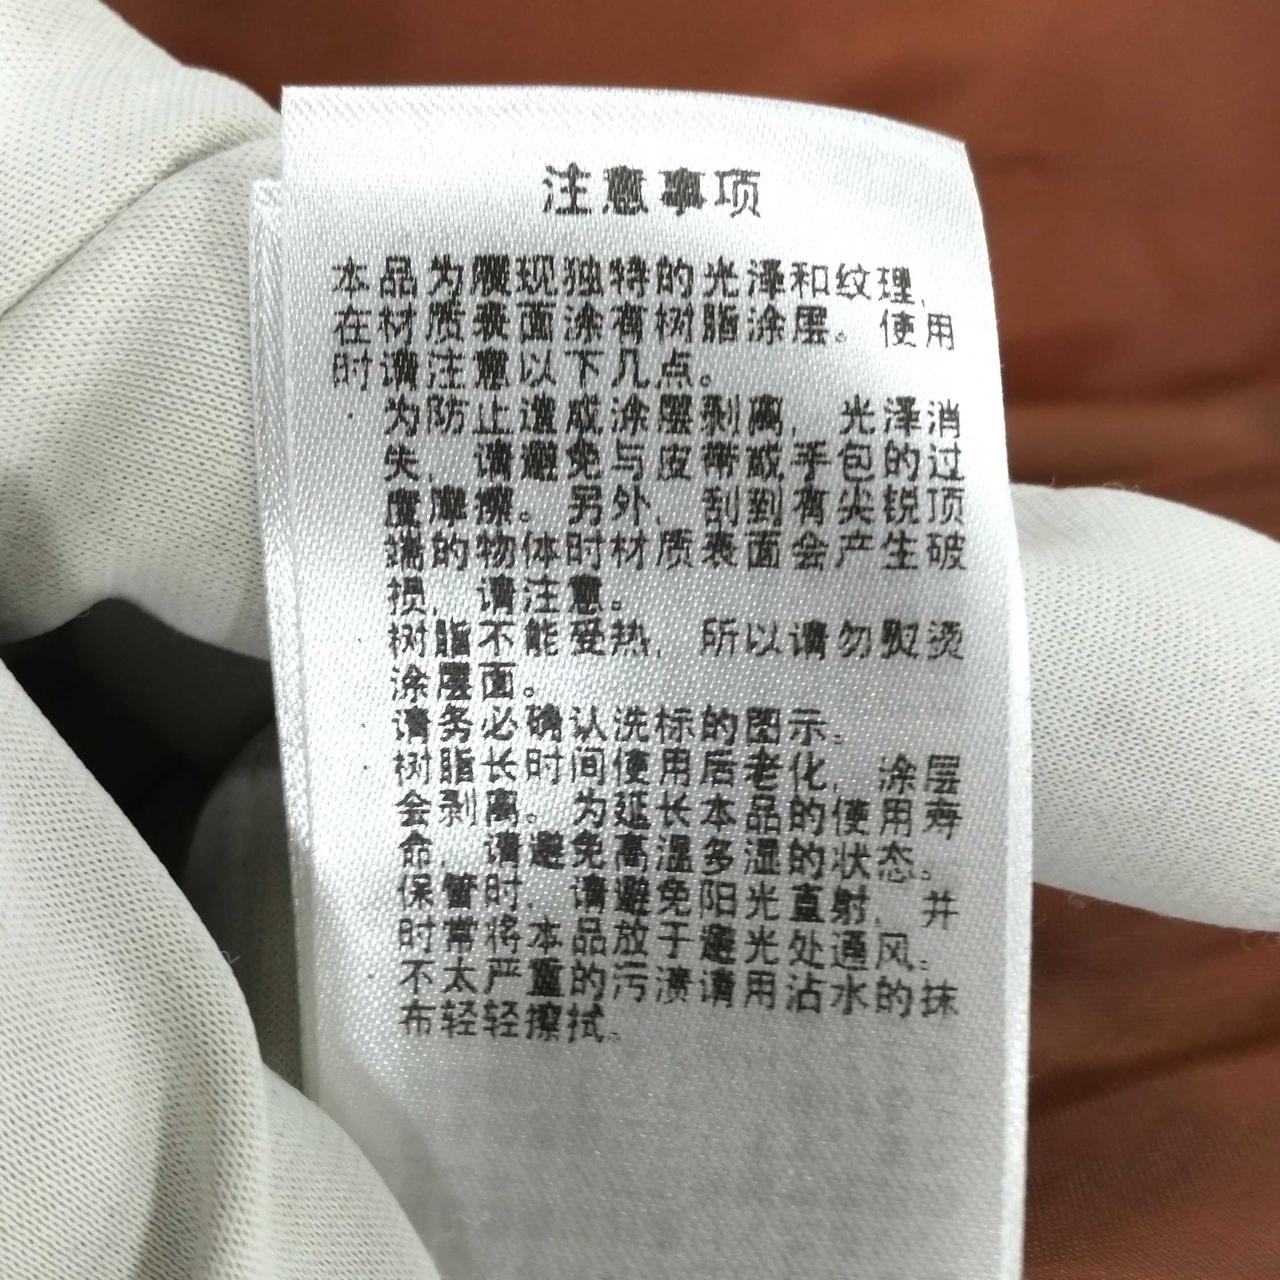 注意事项
本品为展现独特的光泽和纹理,
在材质表面涂有树脂涂层。使用
时请注意以下几点。
为防止造成涂层剥离,光泽消
失,请避免与皮带或手包的过
度摩擦。另外,刮到有尖锐顶
端的物体时材质表面会产生破
损,请注意。
树脂不能受热,所以请勿熨烫
涂层面。
请务必确认洗标的图示。
树脂长时间使用后老化,涂层
会剥离。为延长本品的使用寿
命,请避免高温多湿的状态。
保管时,请避免阳光直射,并
时常将本品放于避光处通风。
不太严重的污渍请用沾水的抹
布轻轻擦拭。